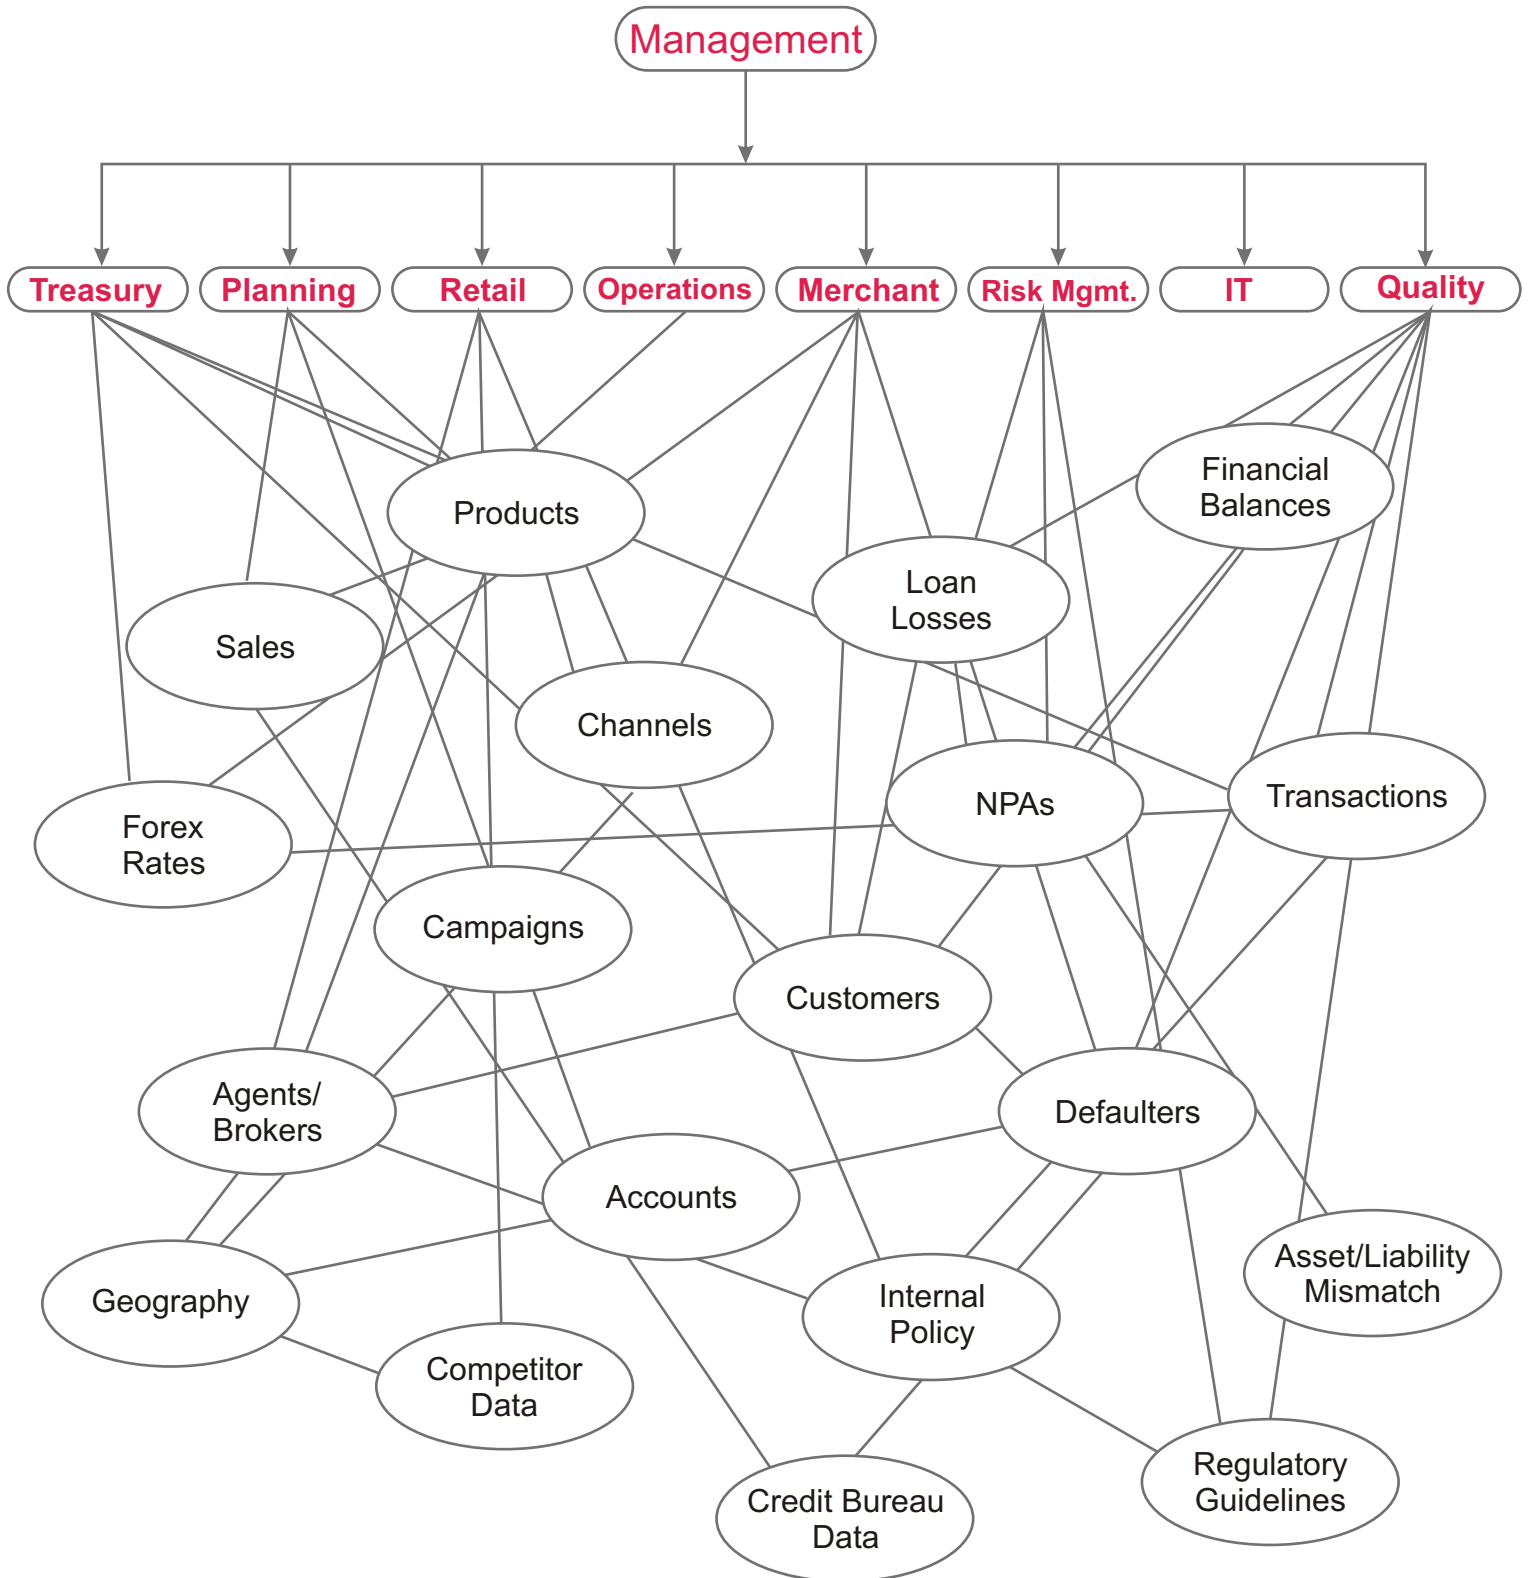 Management
Treasury
Planning
Retail
Operations
Merchant
Risk Mgmt.
IT
Quality
Financial
Balances
Products
Loan
Losses
Sales
Channels
NPAs
Transactions
Forex
Rates
Campaigns
Customers
Agents/
Brokers
Defaulters
Accounts
Asset/Liability
Mismatch
Geography
Internal
Policy
Competitor
Data
Regulatory
Guidelines
Credit Bureau
Data